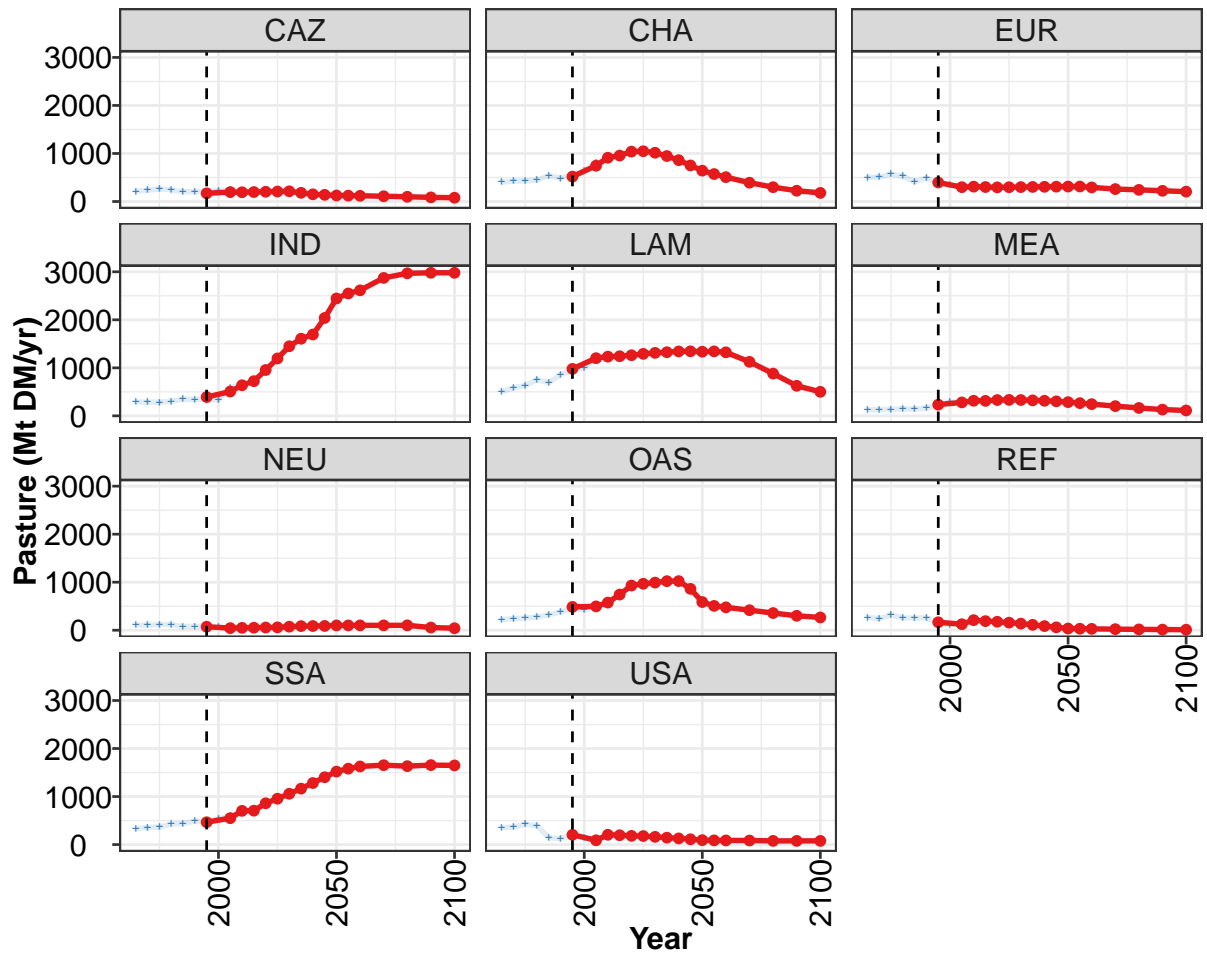 CAZ CHA EUR
3000
2000
1000
0
IND LAM MEA
3000
2000
1000
0
Pasture (Mt DM/yr)
NEU OAS REF
3000
2000
1000
0
2000 2050 2100
SSA USA
3000
2000
1000
0
2000 2050 2100 2000 2050 2100
Year